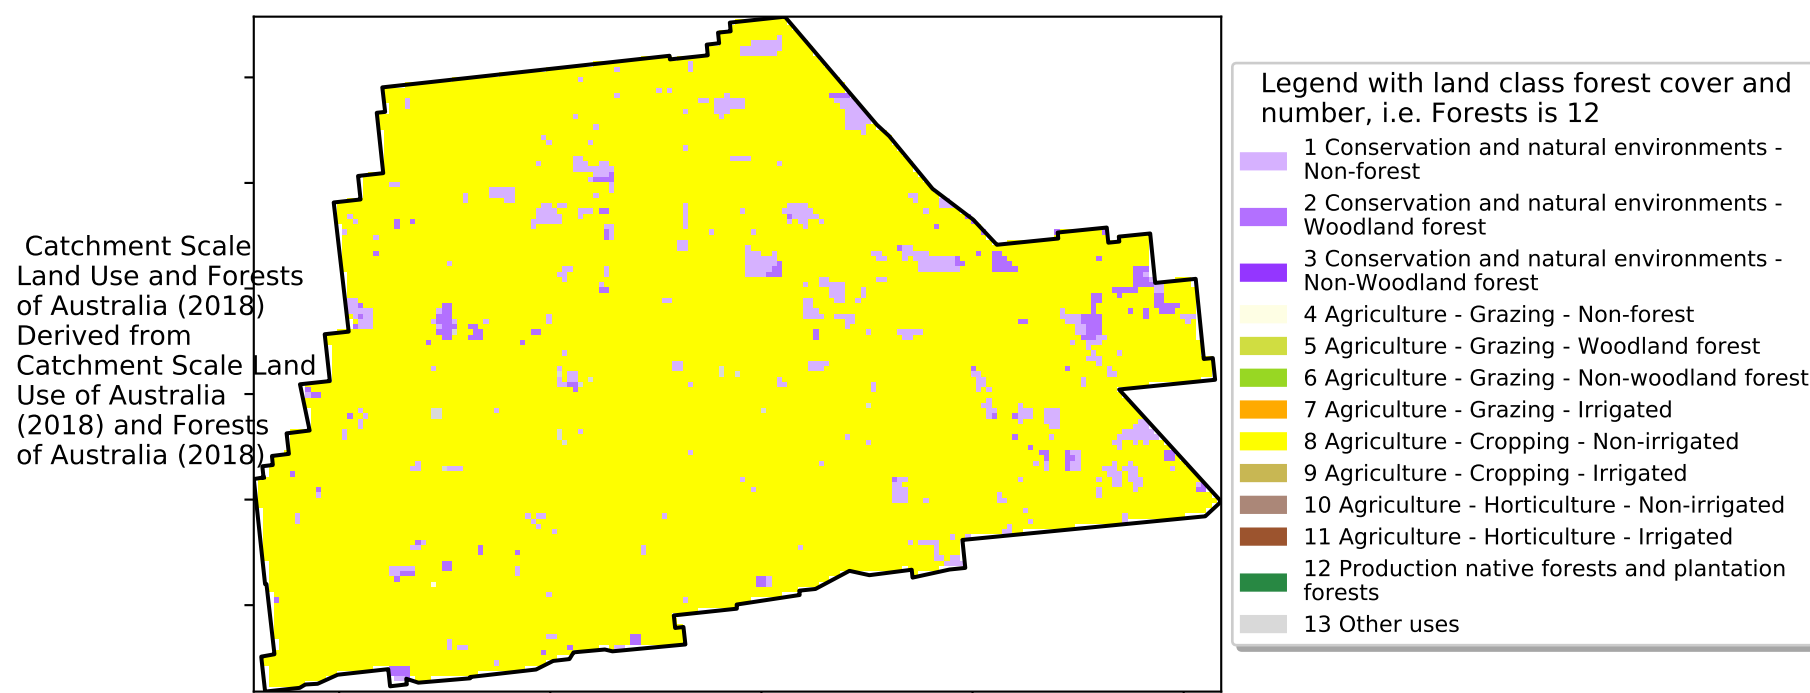 Catchment Scale
Land Use and Forests
of Australia (2018)
Derived from
Catchment Scale Land
Use of Australia
(2018) and Forests
of Australia (2018)
Legend with land class forest cover and
number, i.e. Forests is 12
1 Conservation and natural environments -
Non-forest
2 Conservation and natural environments -
Woodland forest
3 Conservation and natural environments -
Non-Woodland forest
4 Agriculture - Grazing - Non-forest
5 Agriculture - Grazing - Woodland forest
6 Agriculture - Grazing - Non-woodland forest
7 Agriculture - Grazing - Irrigated
8 Agriculture - Cropping - Non-irrigated
9 Agriculture - Cropping - Irrigated
10 Agriculture - Horticulture - Non-irrigated
11 Agriculture - Horticulture - Irrigated
12 Production native forests and plantation
forests
13 Other uses